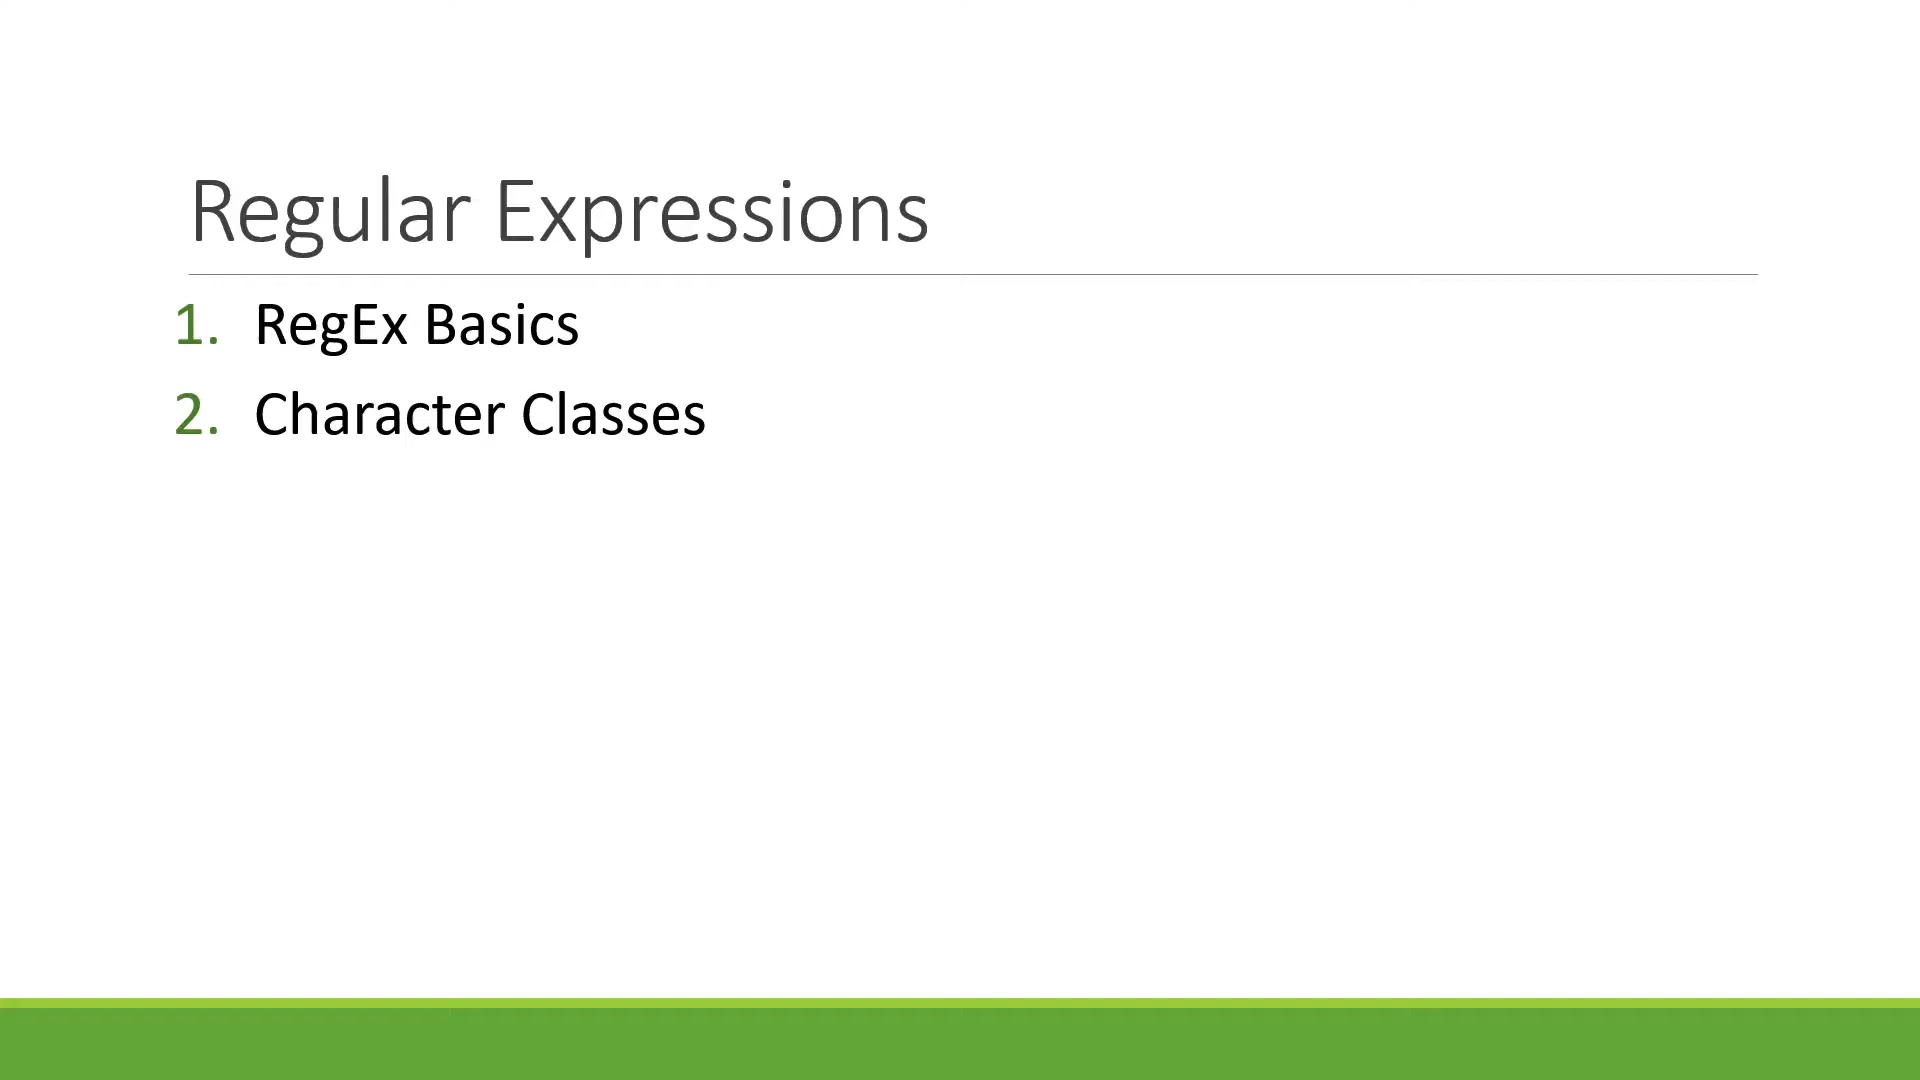 Regular Expressions
1. RegEx Basics
2. Character Classes